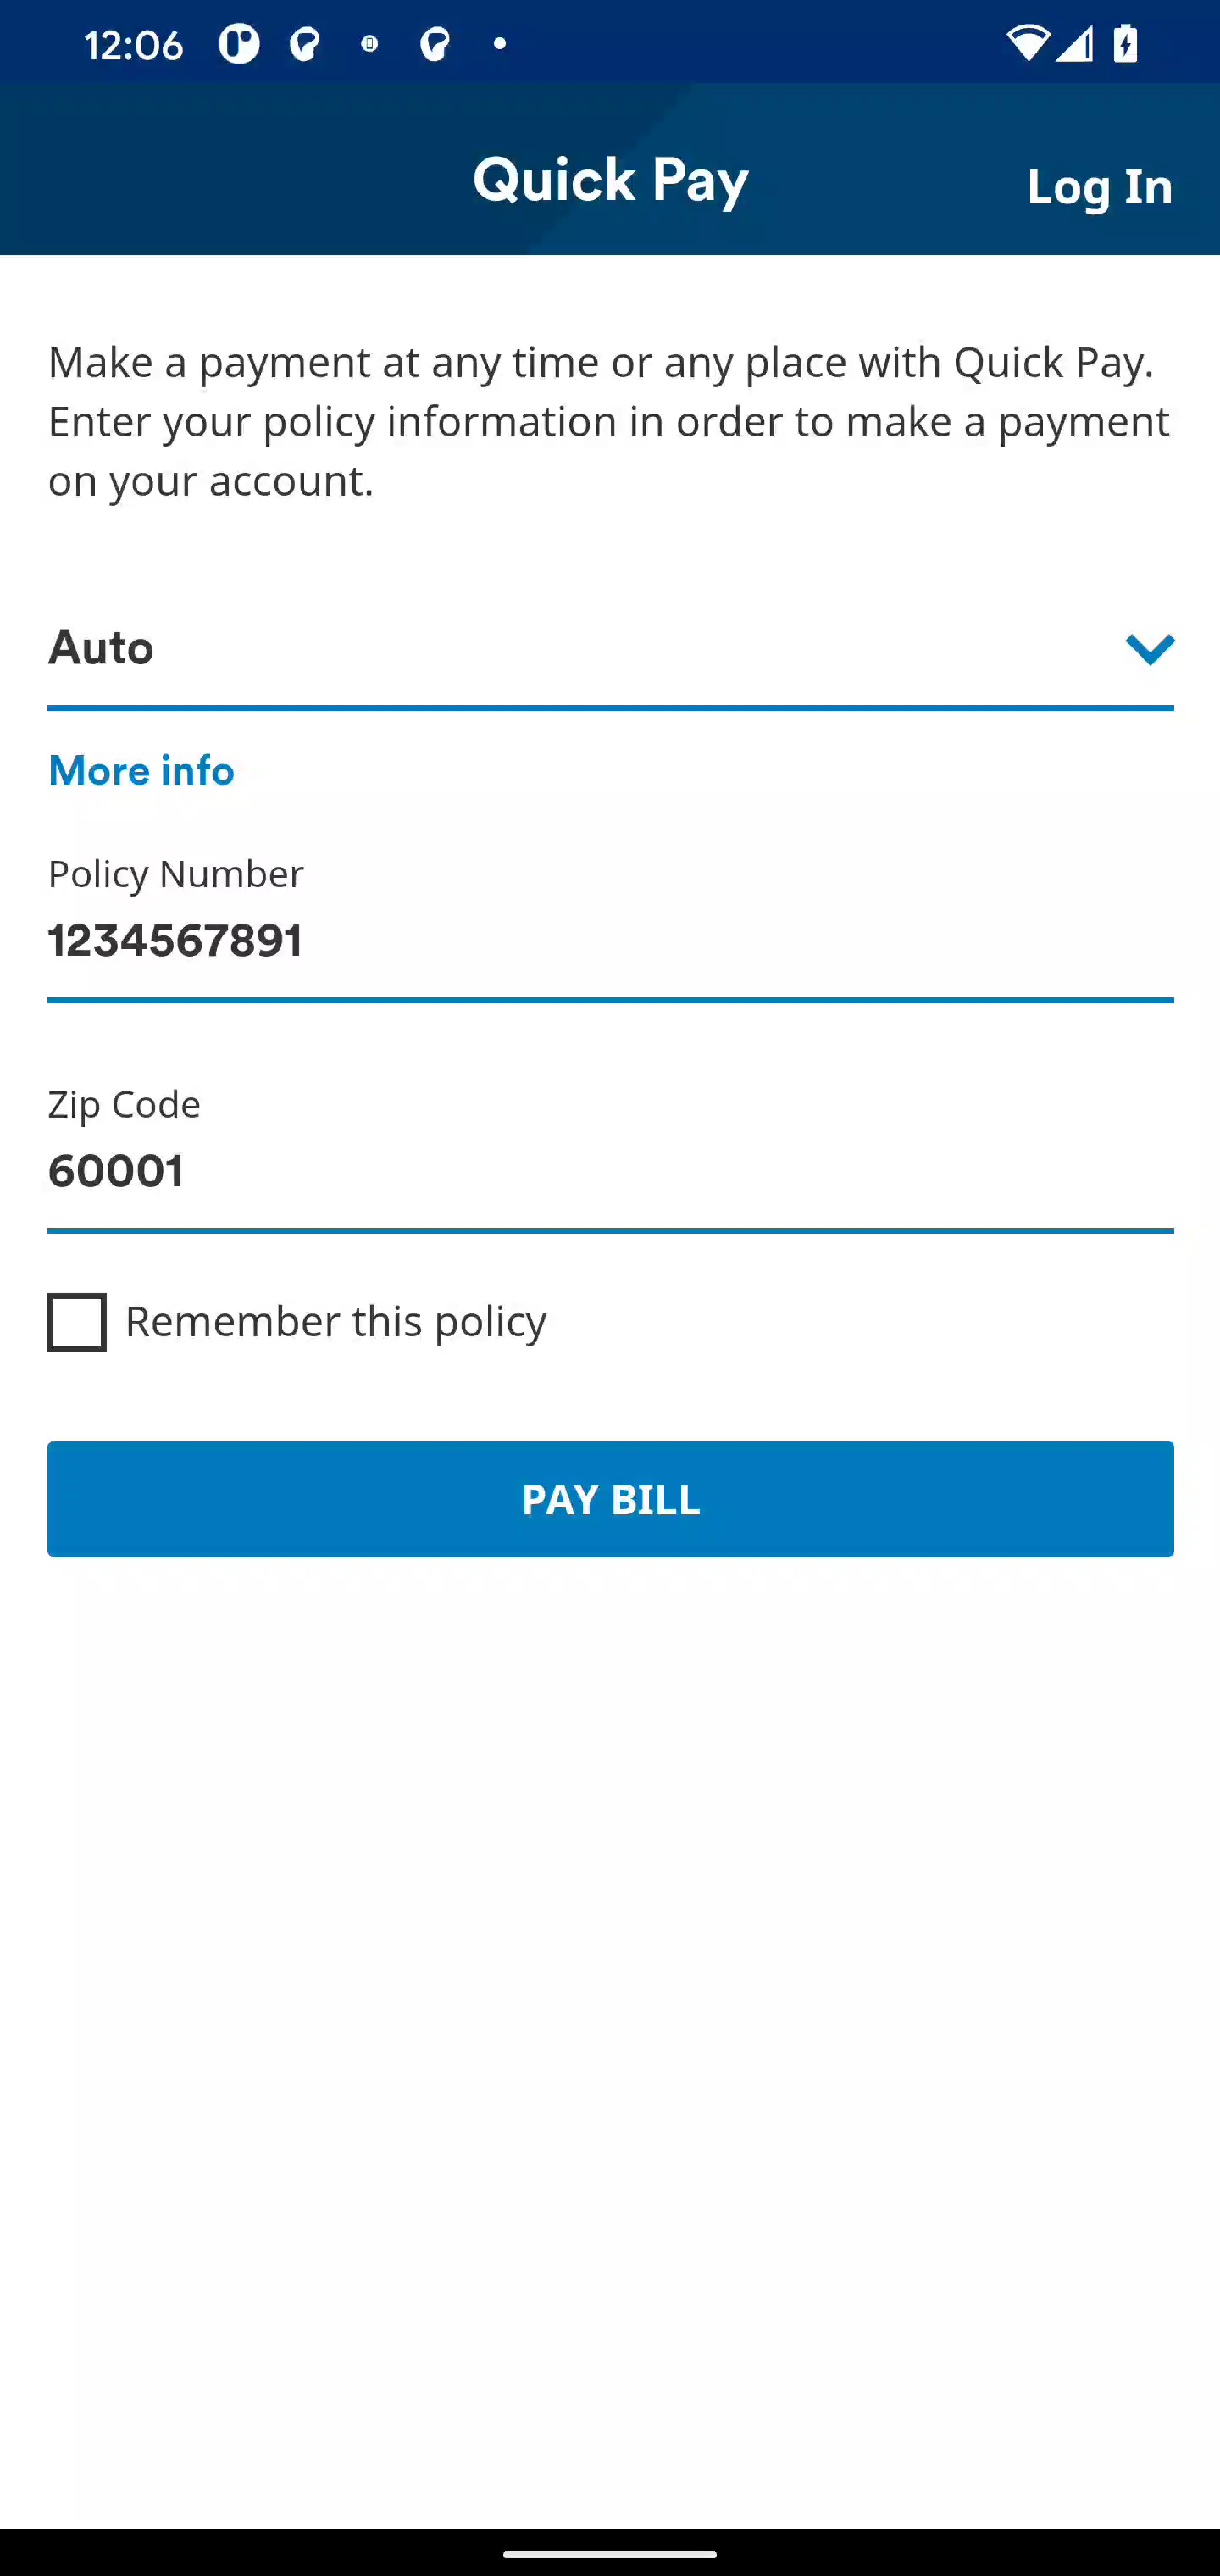 12:06
Quick Pay
Log In
Make a payment at any time or any place with Quick Pay.
Enter your policy information in order to make a payment
on your account.
Auto
More info
Policy Number
1234567891
Zip Code
60001
Remember this policy
PAY BILL